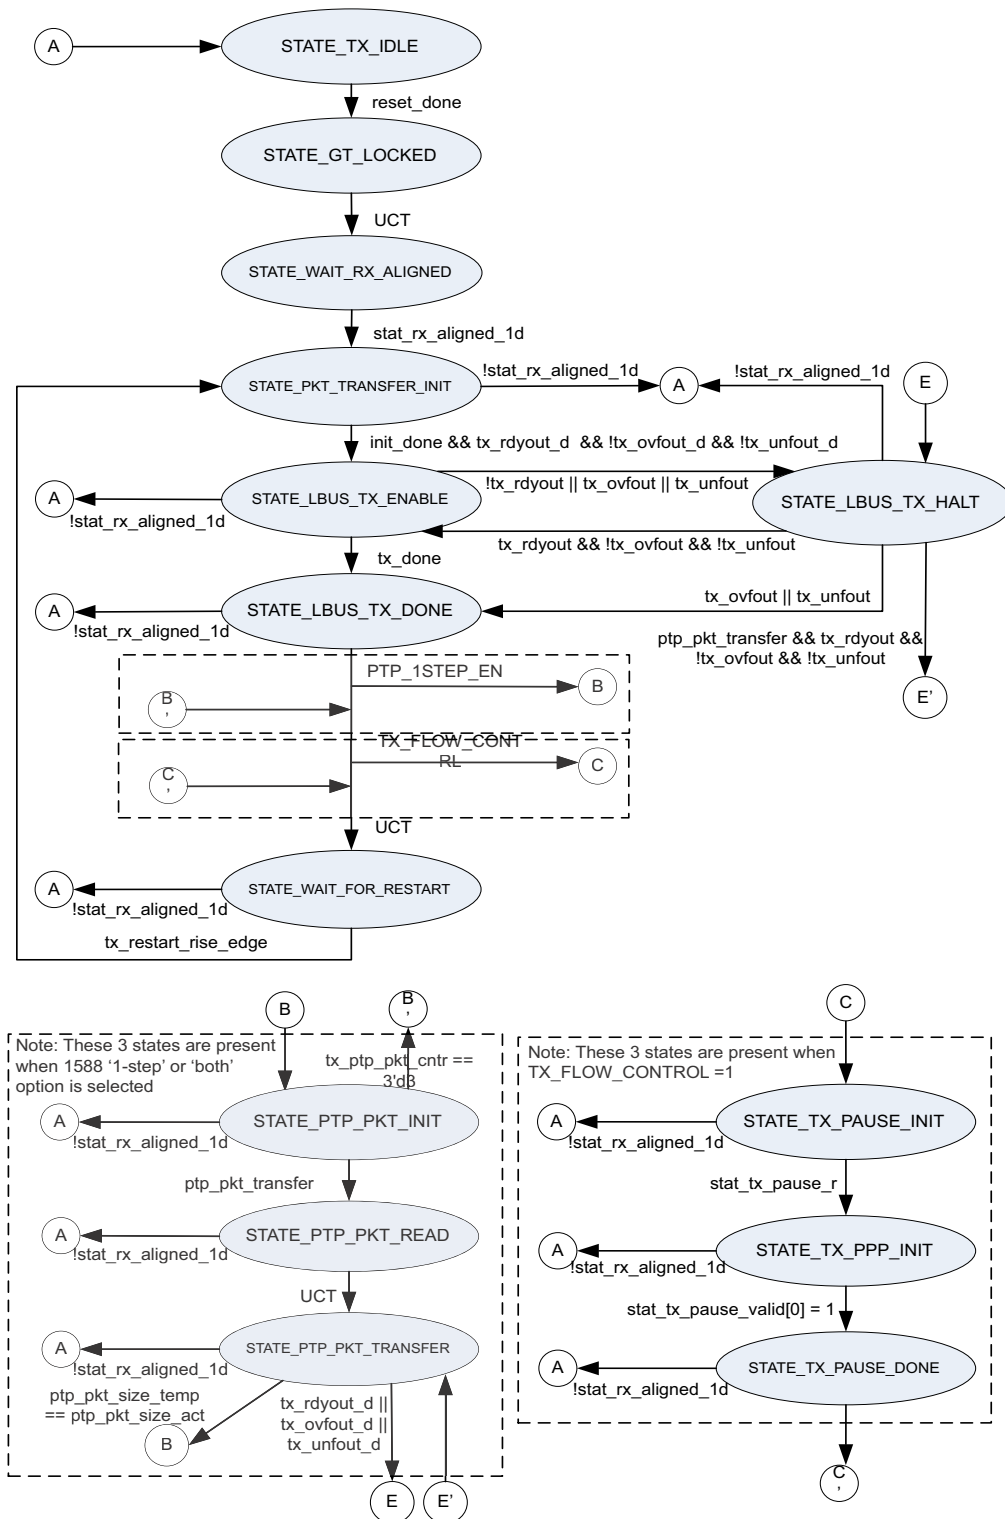 A
STATE_TX_IDLE
reset_done
STATE_GT_LOCKED
UCT
STATE_WAIT_RX_ALIGNED
stat_rx_aligned_1d
STATE_PKT_TRANSFER_INIT
!stat_rx_aligned_1d
A
!stat_rx_aligned_1d
E
init_done && tx_rdyout_d && !tx_ovfout_d && !tx_unfout_d
A
!stat_rx_aligned_1d
STATE_LBUS_TX_ENABLE
!tx_rdyout || tx_ovfout || tx_unfout
STATE_LBUS_TX_HALT
tx_rdyout && !tx_ovfout && !tx_unfout
tx_done
A
!stat_rx_aligned_1d
STATE_LBUS_TX_DONE
tx_ovfout || tx_unfout
ptp_pkt_transfer && tx_rdyout &&
!tx_ovfout && !tx_unfout
E'
PTP_1STEP_EN
B
B
'
TX_FLOW_CONT
RL
C
C
'
UCT
A
!stat_rx_aligned_1d
STATE_WAIT_FOR_RESTART
tx_restart_rise_edge
B
B
'
Note: These 3 states are present
when 1588 ‘1-step’ or ‘both’
option is selected
tx_ptp_pkt_cntr ==
3'd3
A
!stat_rx_aligned_1d
STATE_PTP_PKT_INIT
ptp_pkt_transfer
A
!stat_rx_aligned_1d
STATE_PTP_PKT_READ
UCT
A
!stat_rx_aligned_1d
STATE_PTP_PKT_TRANSFER
ptp_pkt_size_temp
== ptp_pkt_size_act
B
tx_rdyout_d ||
tx_ovfout_d ||
tx_unfout_d
E
E'
C
Note: These 3 states are present when
TX_FLOW_CONTROL =1
A
!stat_rx_aligned_1d
STATE_TX_PAUSE_INIT
stat_tx_pause_r
A
!stat_rx_aligned_1d
STATE_TX_PPP_INIT
stat_tx_pause_valid[0] = 1
A
!stat_rx_aligned_1d
STATE_TX_PAUSE_DONE
C
'